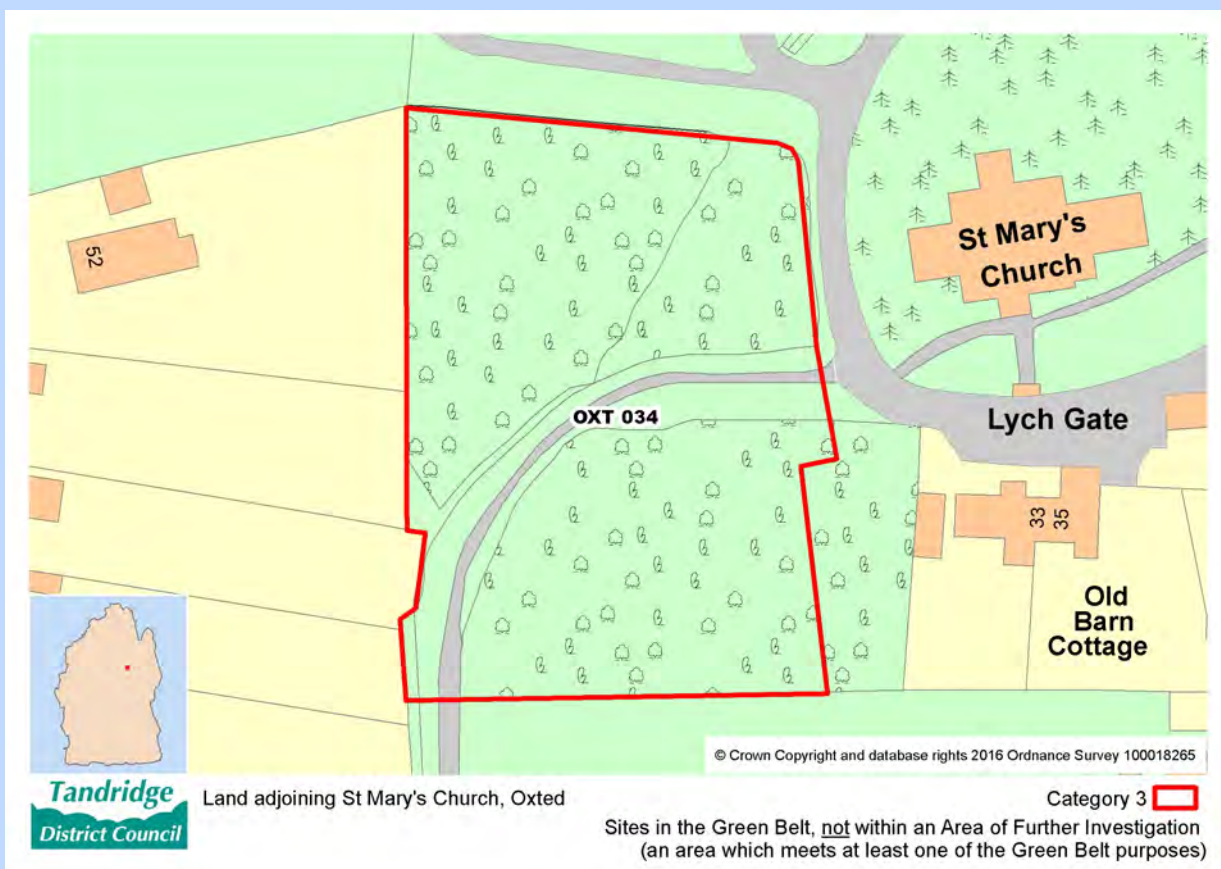 52
St Mary's
Church
OXT 034
Lych Gate
33
35
Old
Barn
Cottage
© Crown Copyright and database rights 2016 Ordnance Survey 100018265
Tandridge
District Council
Land adjoining St Mary's Church, Oxted
Category 3
Sites in the Green Belt, not within an Area of Further Investigation
(an area which meets at least one of the Green Belt purposes)